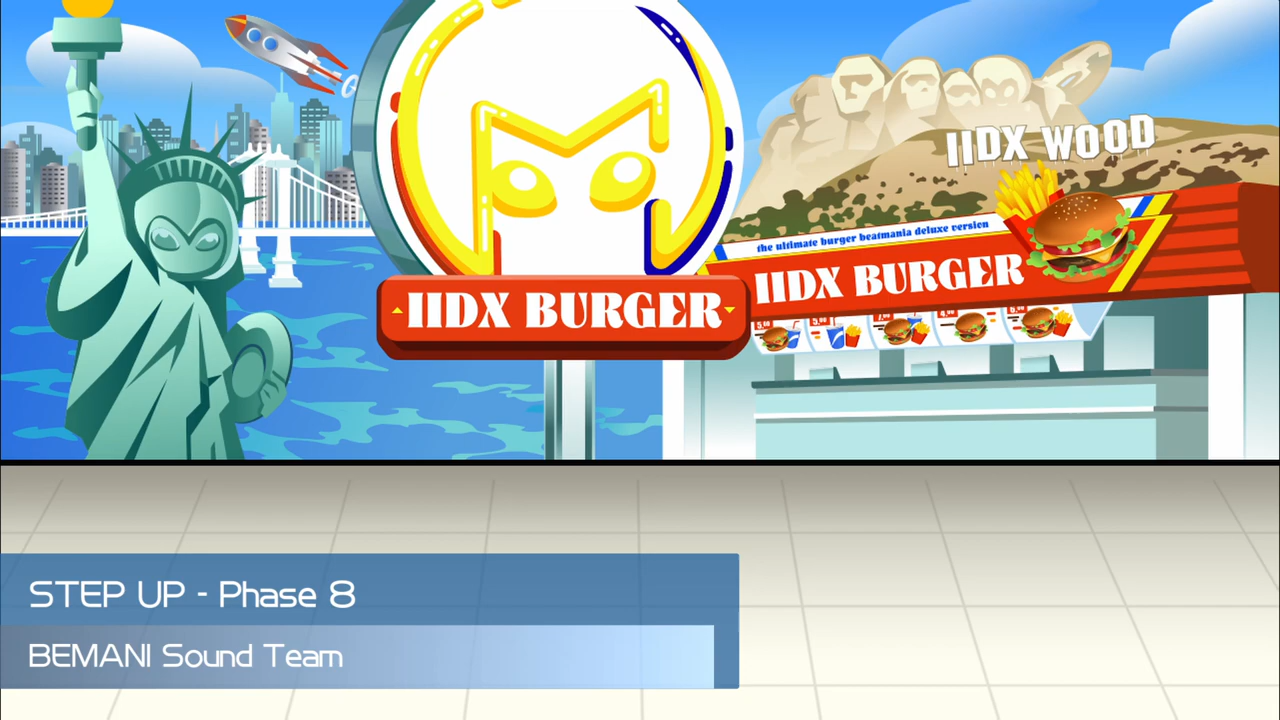 IIDX WOOD
the ultimate burger beatmania deluxe version
IIDX BURGER
IIDX BURGER
STEP UP - Phase 8
BEMANI Sound Team